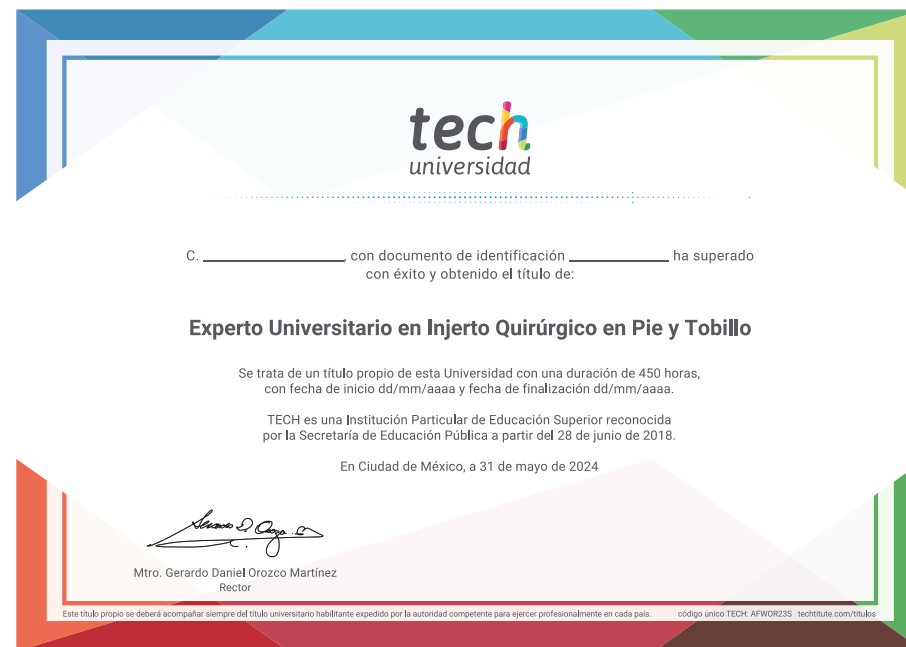 tech
universidad
C. ____________, con documento de identificación ____________ ha superado
con éxito y obtenido el título de:
Experto Universitario en Injerto Quirúrgico en Pie y Tobillo
Se trata de un título propio de esta Universidad con una duración de 450 horas,
con fecha de inicio dd/mm/aaaa y fecha de finalización dd/mm/aaaa.
TECH es una Institución Particular de Educación Superior reconocida
por la Secretaría de Educación Pública a partir del 28 de junio de 2018.
En Ciudad de México, a 31 de mayo de 2024
Mtro. Gerardo Daniel Orozco Martínez
Rector
Este título propio se deberá acompañar siempre del título universitario habilitante expedido por la autoridad competente para ejercer profesionalmente en cada país. código único TECH: AFWOR23S techtitute.com/titulos